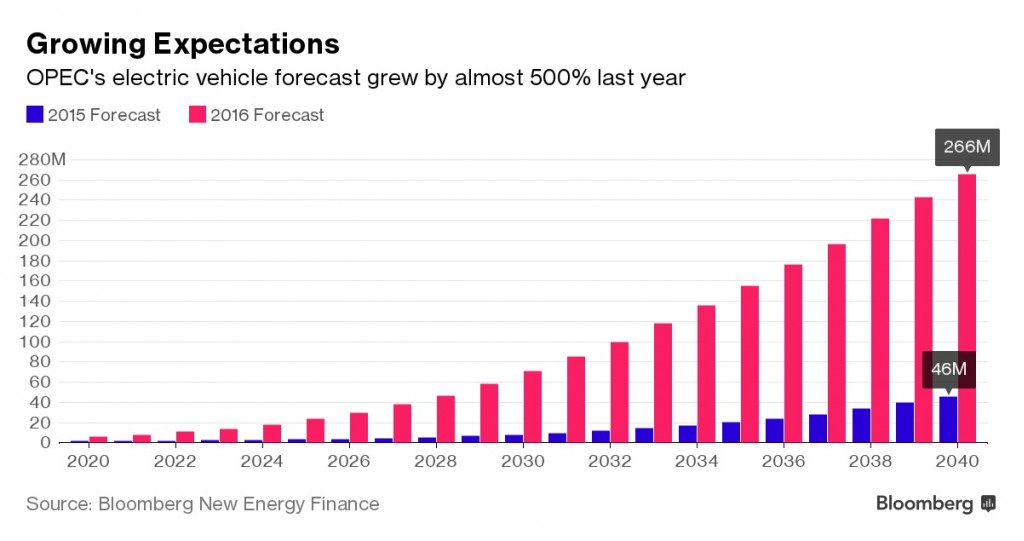 Growing Expectations
OPEC's electric vehicle forecast grew by almost 500% last year
2015 Forecast 2016 Forecast
266M
280M
260
240
220
200
180
160
140
120
100
80
60
40
20
0
46M
2020 2022 2024 2026 2028 2030 2032 2034 2036 2038 2040
Source: Bloomberg New Energy Finance
Bloomberg